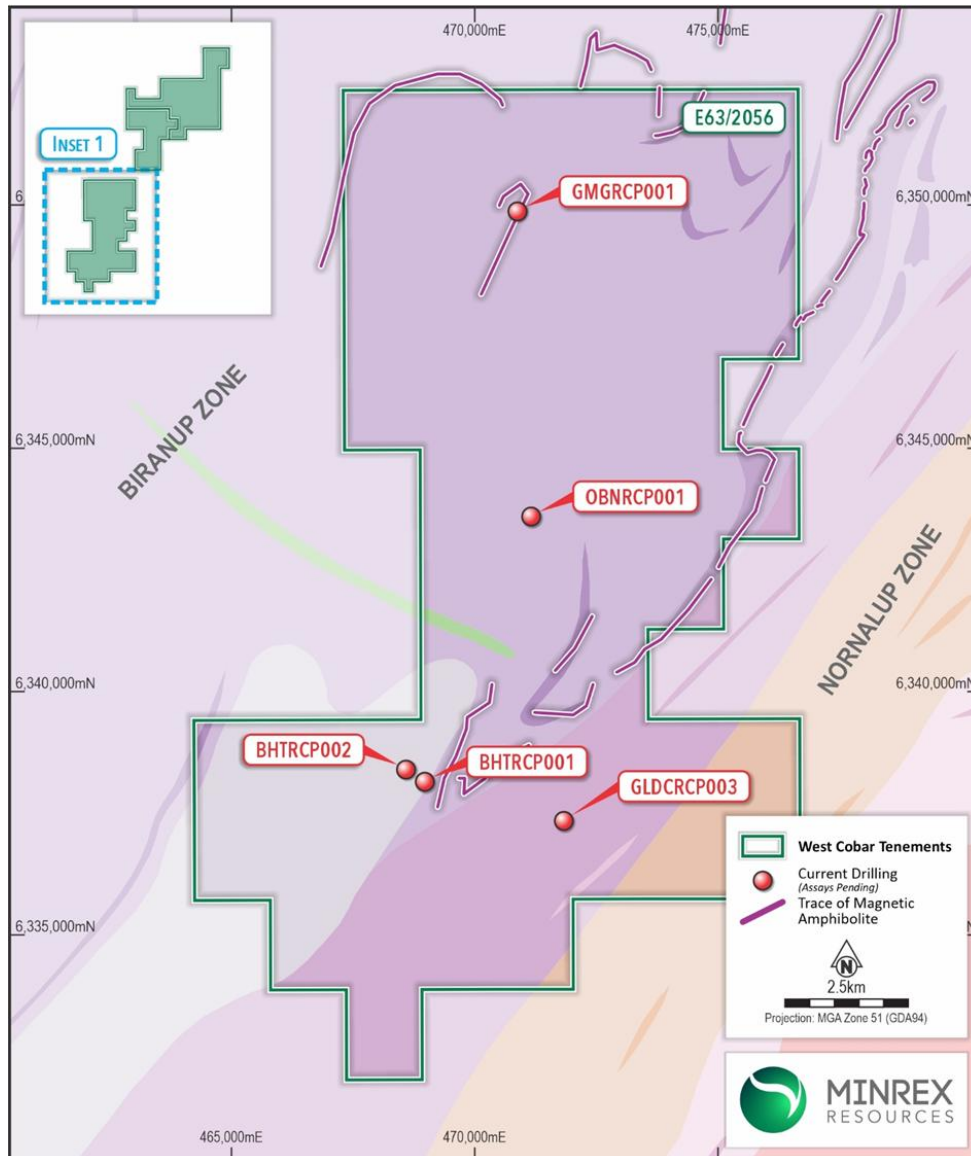 470,000mE
475,000mE
INSET 1
E63/2056
GMGRCP001
6,350,000mN
BIRANUP ZONE
6,345,000mN
6,345,000mN
OBNRCP001
NORNALUP ZONE
6,340,000mN
6,340,000mN
BHTRCP002
BHTRCP001
GLDCRCP003
West Cobar Tenements
Current Drilling
(Assays Pending)
Trace of Magnetic
Amphibolite
N
2.5km
Projection: MGA Zone 51 (GDA94)
6,335,000mN
MINREX
RESOURCES
465,000mE
470,000mE